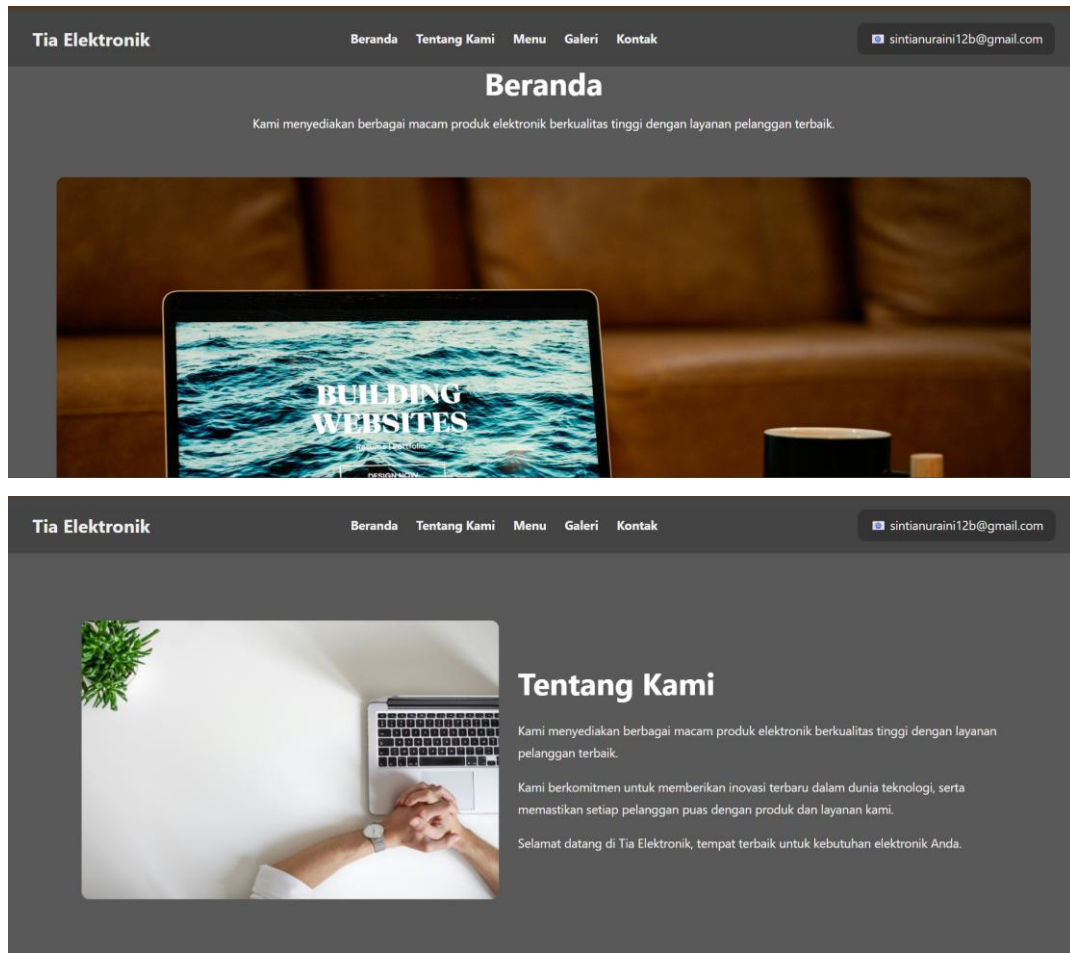 Tia Elektronik
Beranda Tentang Kami Menu Galeri Kontak
sintianuraini12b@gmail.com
Beranda
Kami menyediakan berbagai macam produk elektronik berkualitas tinggi dengan layanan pelanggan terbaik.
BUILDING
WEBSITES
DESIGN NOW
Tia Elektronik
Beranda Tentang Kami Menu Galeri Kontak
sintianuraini12b@gmail.com
Tentang Kami
Kami menyediakan berbagai macam produk elektronik berkualitas tinggi dengan layanan
pelanggan terbaik.
Kami berkomitmen untuk memberikan inovasi terbaru dalam dunia teknologi, serta
memastikan setiap pelanggan puas dengan produk dan layanan kami.
Selamat datang di Tia Elektronik, tempat terbaik untuk kebutuhan elektronik Anda.